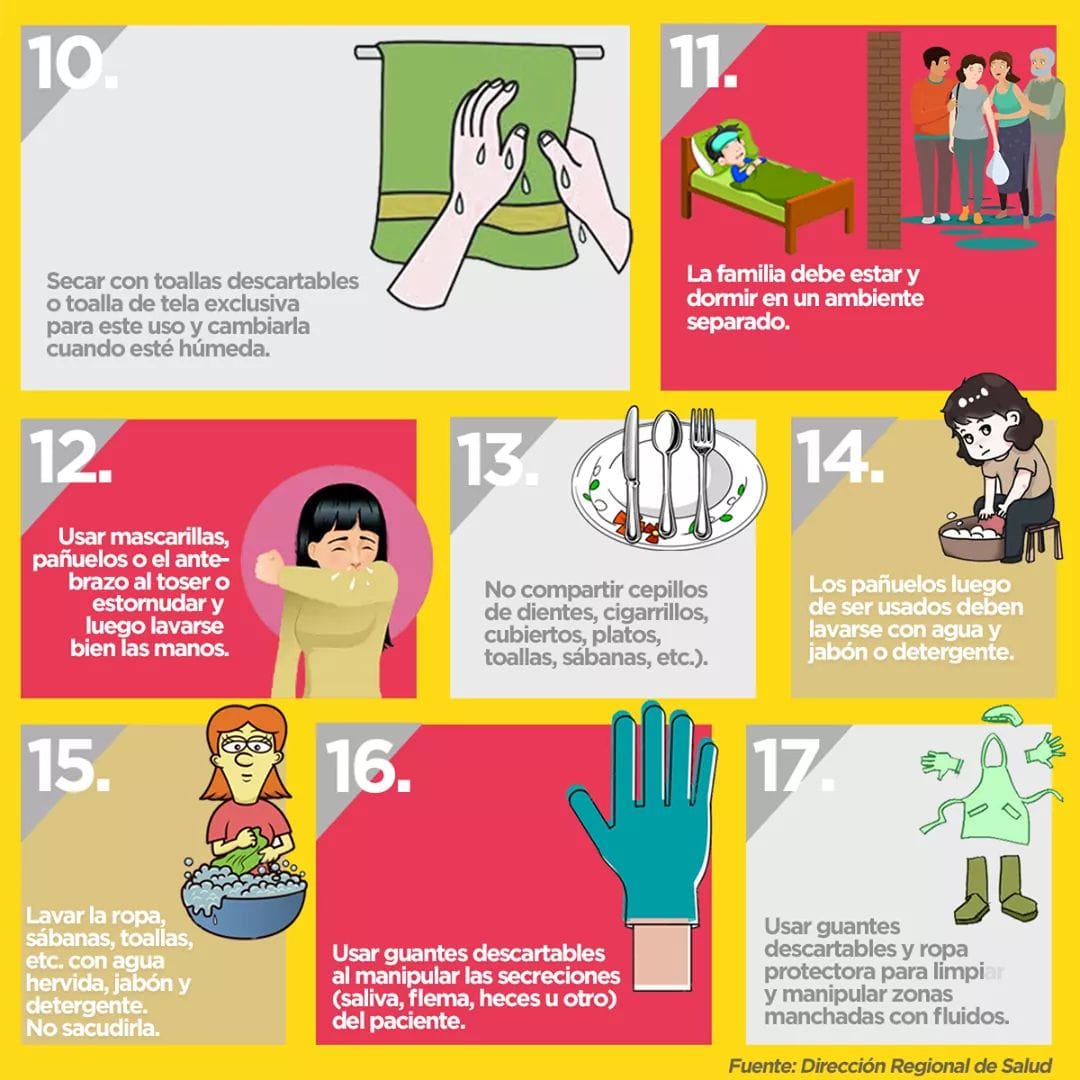 10.
Secar con toallas descartables
o toalla de tela exclusiva
para este uso y cambiarla
cuando esté húmeda.
11.
La familia debe estar y
dormir en un ambiente
separado.
12.
Usar mascarillas,
pañuelos o el ante-
brazo al toser o
estornudar y
luego lavarse
bien las manos.
13.
No compartir cepillos
de dientes, cigarrillos,
cubiertos, platos,
toallas, sábanas, etc.).
14.
Los pañuelos luego
de ser usados deben
lavarse con agua y
jabón o detergente.
15.
Lavar la ropa,
sábanas, toallas,
etc. con agua
hervida, jabón y
detergente.
No sacudirla.
16.
Usar guantes descartables
al manipular las secreciones
(saliva, flema, heces u otro)
del paciente.
17.
Usar guantes
descartables y ropa
protectora para limpiar
y manipular zonas
manchadas con fluidos.
Fuente: Dirección Regional de Salud